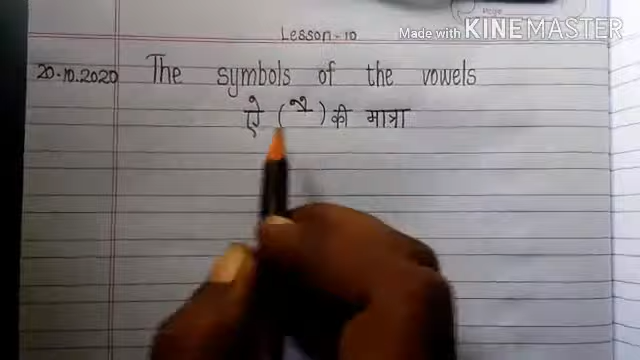 Lesson-10
Made with KINEMASTER
20-10.2020 The symbols of the vowels
ऐ ( ै ) की मात्रा